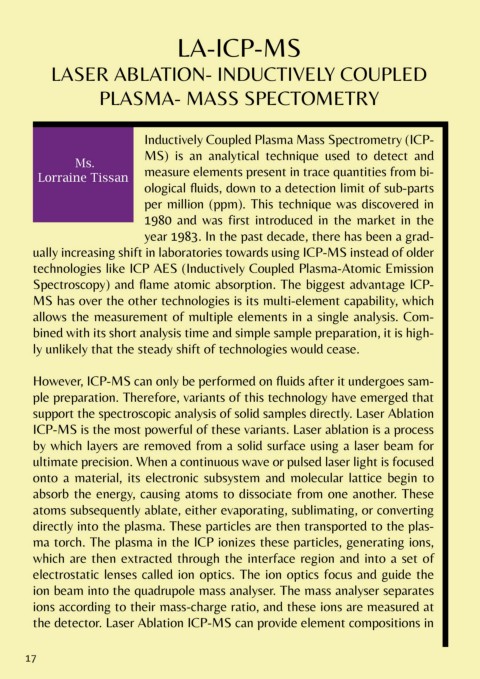 LA-ICP-MS
LASER ABLATION- INDUCTIVELY COUPLED
PLASMA- MASS SPECTOMETRY
Ms.
Lorraine Tissan
Inductively Coupled Plasma Mass Spectrometry (ICP-
MS) is an analytical technique used to detect and
measure elements present in trace quantities from bi-
ological fluids, down to a detection limit of sub-parts
per million (ppm). This technique was discovered in
1980 and was first introduced in the market in the
year 1983. In the past decade, there has been a grad-
ually increasing shift in laboratories towards using ICP-MS instead of older
technologies like ICP AES (Inductively Coupled Plasma-Atomic Emission
Spectroscopy) and flame atomic absorption. The biggest advantage ICP-
MS has over the other technologies is its multi-element capability, which
allows the measurement of multiple elements in a single analysis. Com-
bined with its short analysis time and simple sample preparation, it is high-
ly unlikely that the steady shift of technologies would cease.
However, ICP-MS can only be performed on fluids after it undergoes sam-
ple preparation. Therefore, variants of this technology have emerged that
support the spectroscopic analysis of solid samples directly. Laser Ablation
ICP-MS is the most powerful of these variants. Laser ablation is a process
by which layers are removed from a solid surface using a laser beam for
ultimate precision. When a continuous wave or pulsed laser light is focused
onto a material, its electronic subsystem and molecular lattice begin to
absorb the energy, causing atoms to dissociate from one another. These
atoms subsequently ablate, either evaporating, sublimating, or converting
directly into the plasma. These particles are then transported to the plas-
ma torch. The plasma in the ICP ionizes these particles, generating ions,
which are then extracted through the interface region and into a set of
electrostatic lenses called ion optics. The ion optics focus and guide the
ion beam into the quadrupole mass analyser. The mass analyser separates
ions according to their mass-charge ratio, and these ions are measured at
the detector. Laser Ablation ICP-MS can provide element compositions in
17